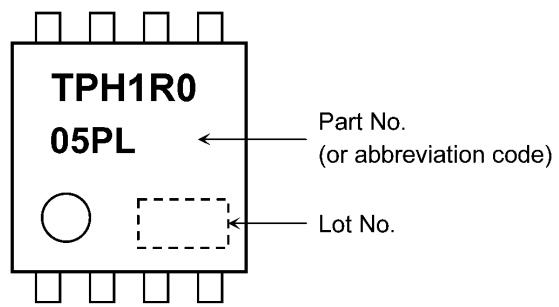 TPH1R0
05PL
Part No.
(or abbreviation code)
Lot No.